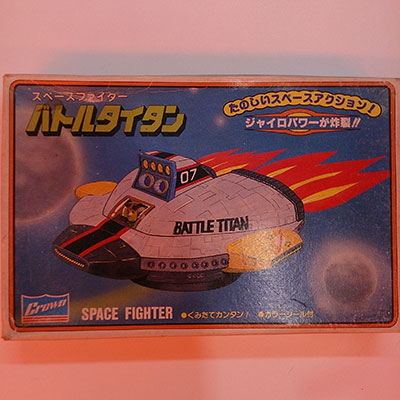 スペースファイター
バトルタイタン
たのしいスペースアクション!
ジャイロパワーが炸裂!!
07
BATTLE TITAN
Crown
SPACE FIGHTER
●くみたてカンタン! ●カラーシール付